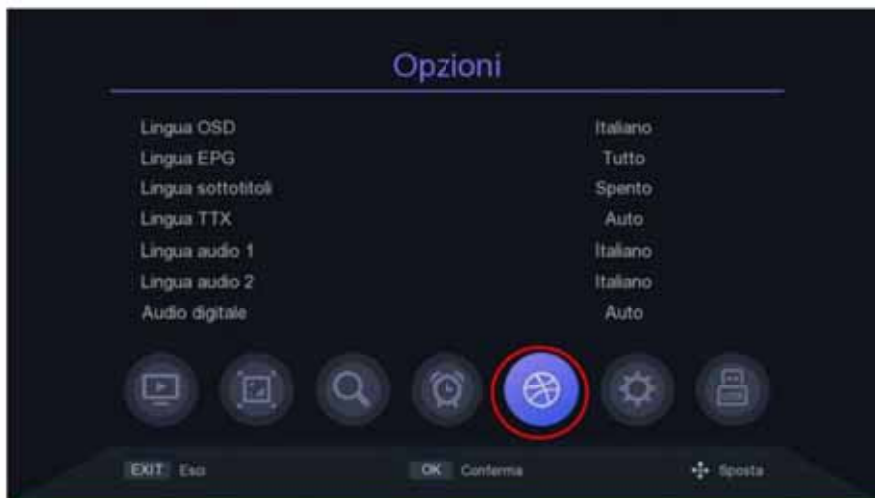 Opzioni
Lingua OSD Italiano
Lingua EPG Tutto
Lingua sottotitoli Spento
Lingua TTX Auto
Lingua audio 1 Italiano
Lingua audio 2 Italiano
Audio digitale Auto
EXIT Esci OK Conferma Sposta